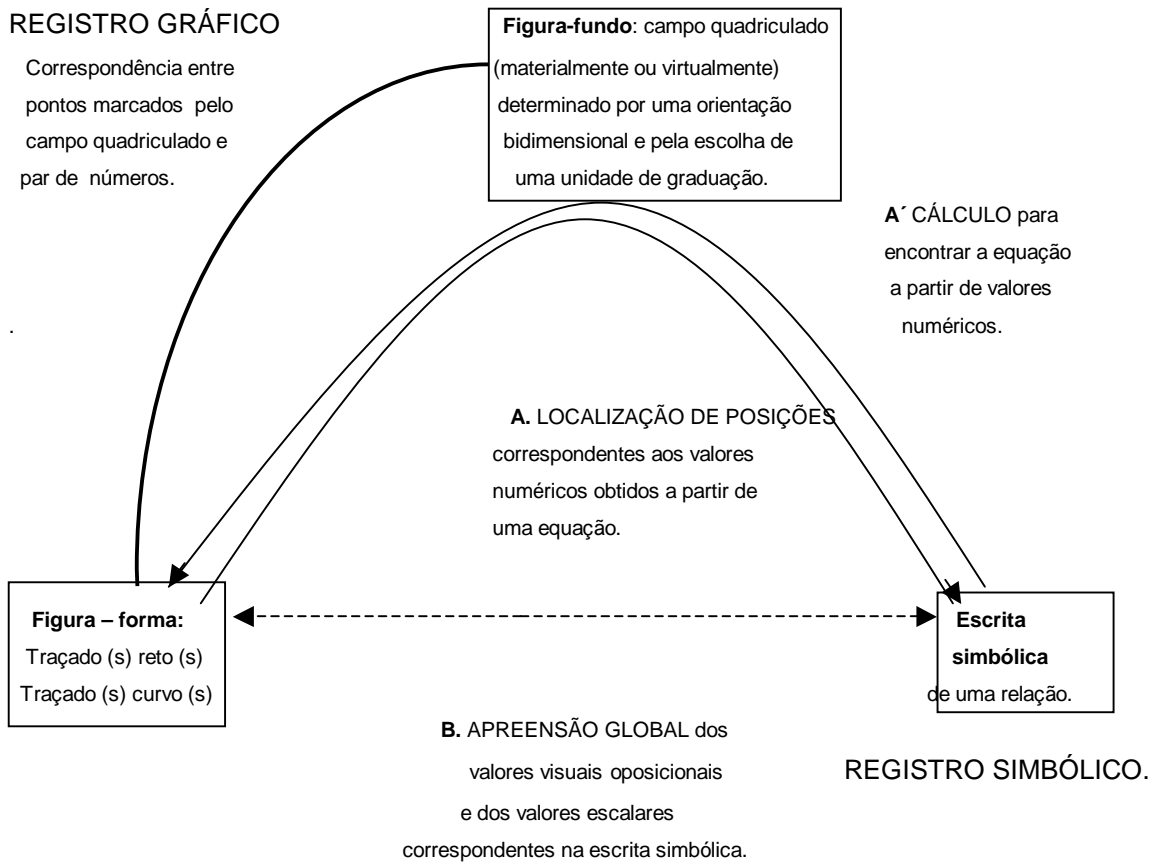 REGISTRO GRÁFICO
Correspondência entre
pontos marcados pelo
campo quadriculado e
par de números.
Figura-fundo: campo quadriculado
(materialmente ou virtualmente)
determinado por uma orientação
bidimensional e pela escolha de
uma unidade de graduação.
A´ CÁLCULO para
encontrar a equação
a partir de valores
numéricos.
.
A. LOCALIZAÇÃO DE POSIÇÕES
correspondentes aos valores
numéricos obtidos a partir de
uma equação.
Figura – forma:
Traçado (s) reto (s)
Traçado (s) curvo (s)
Escrita
simbólica
de uma relação.
B. APREENSÃO GLOBAL dos
valores visuais oposicionais
e dos valores escalares
correspondentes na escrita simbólica.
REGISTRO SIMBÓLICO.